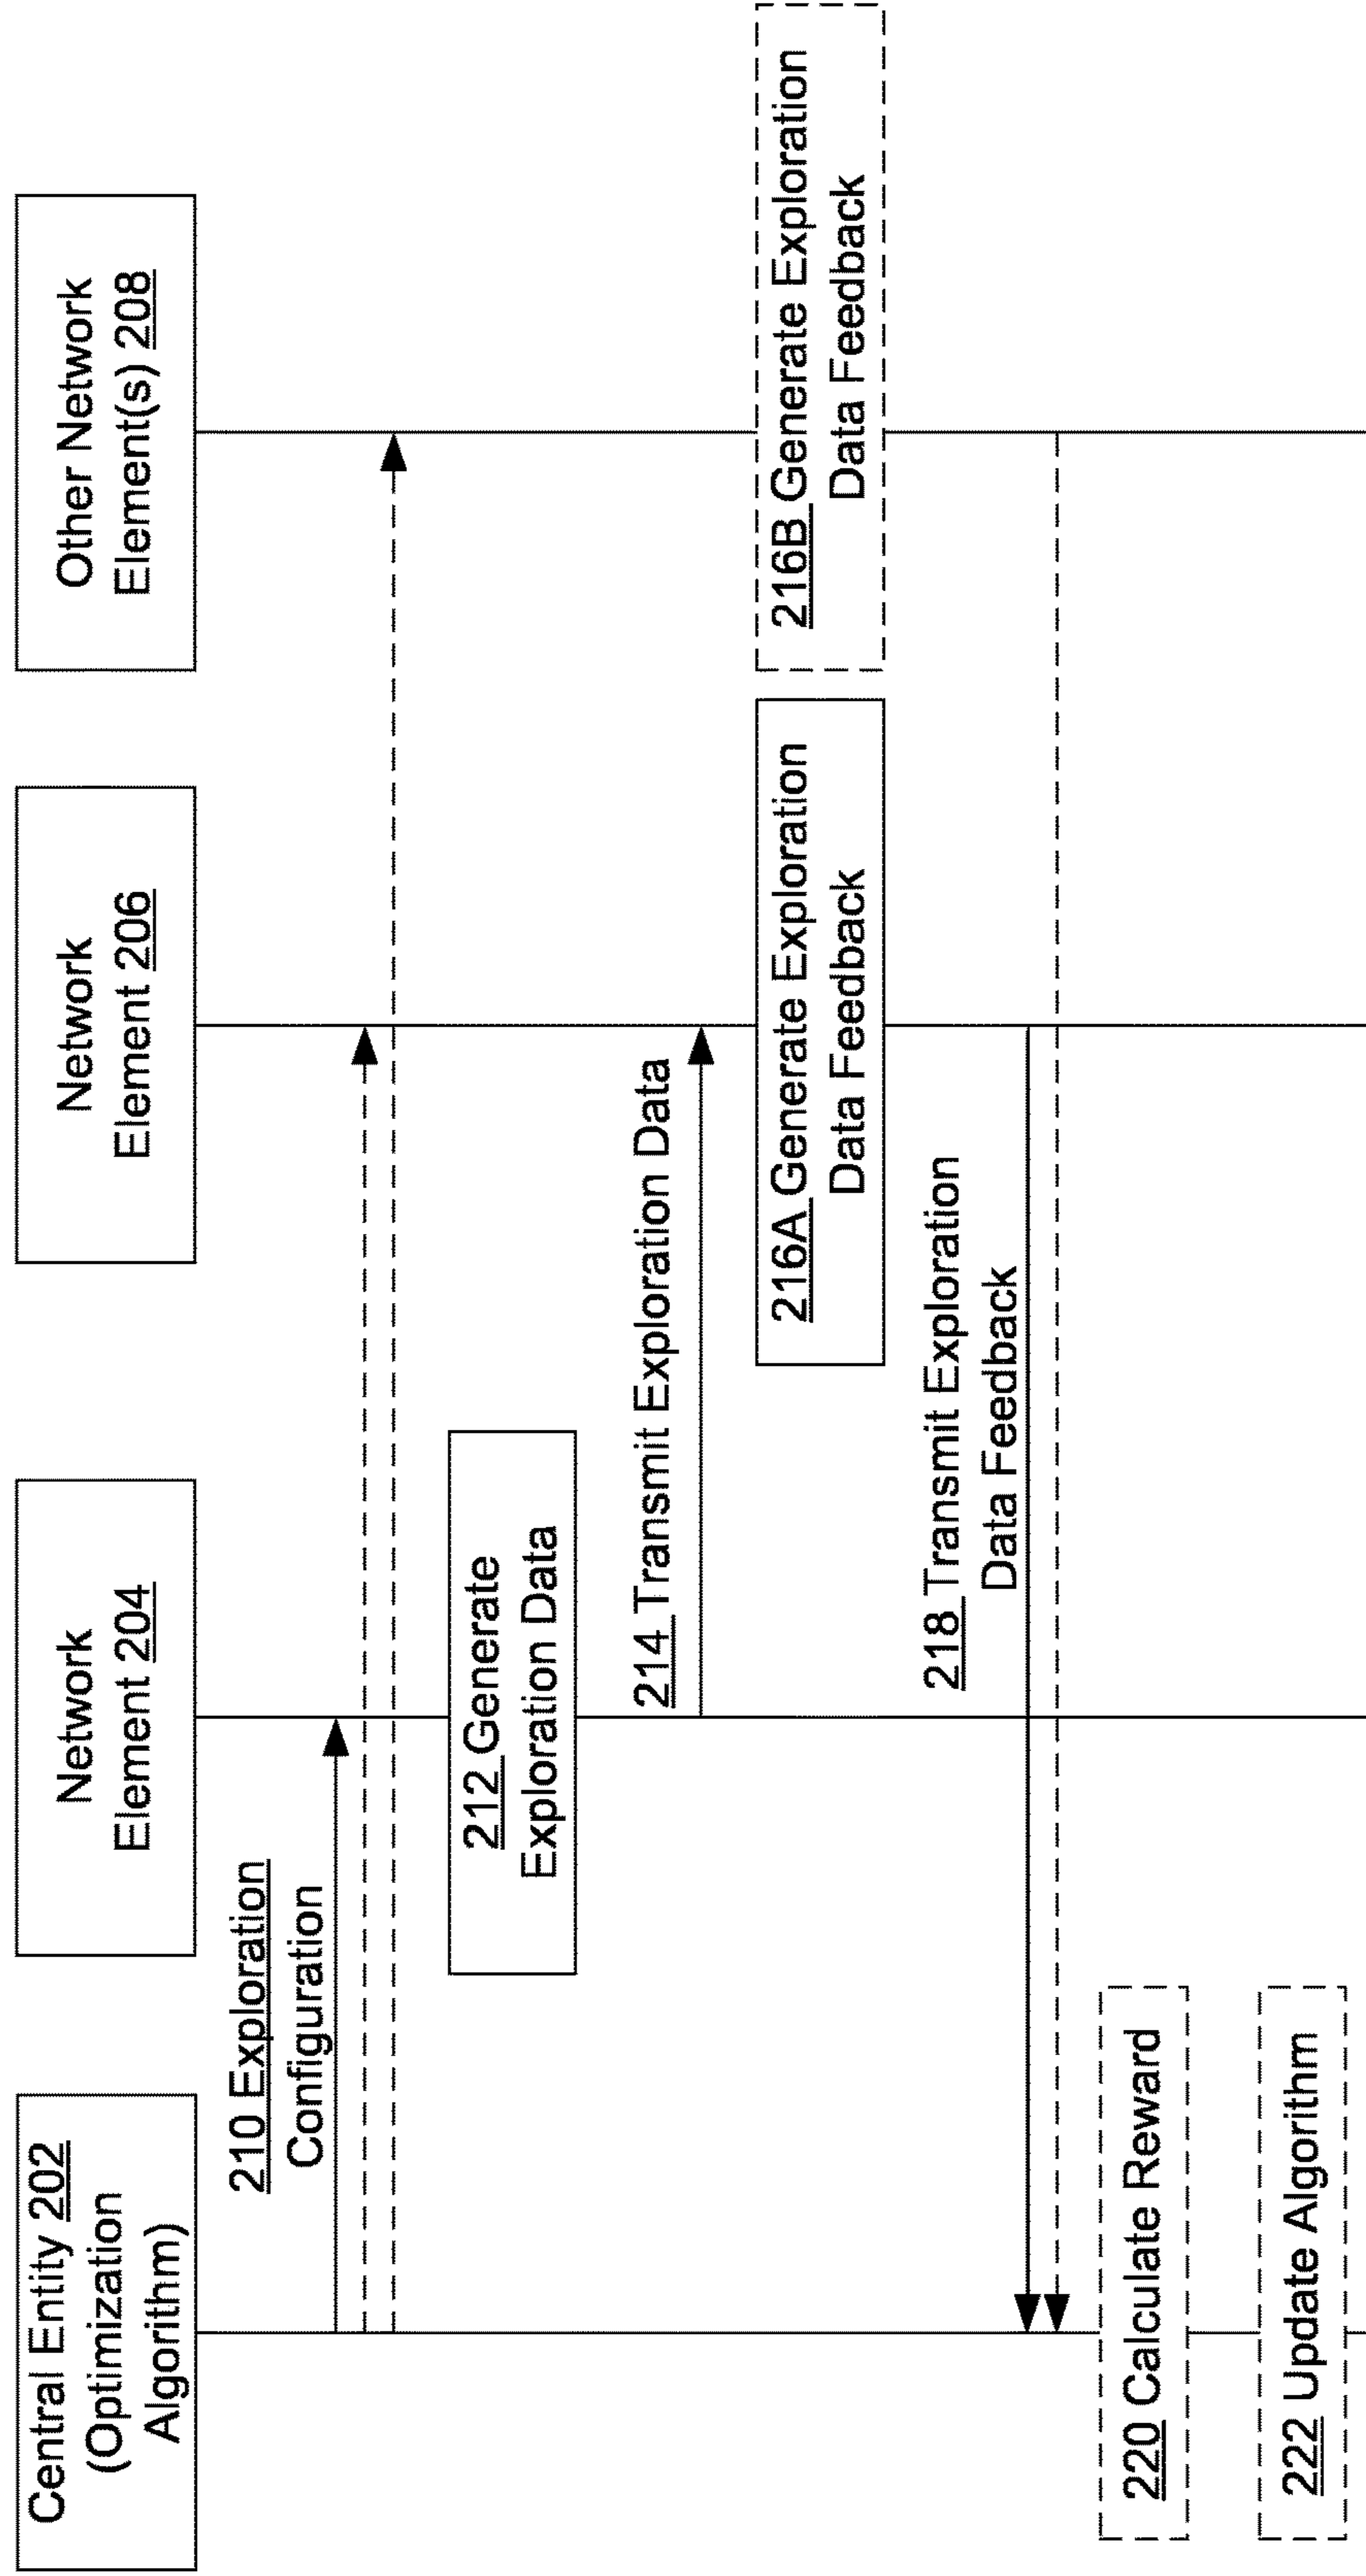 Central Entity 202
(Optimization
Algorithm)
Network
Element 204
Network
Element 206
Other Network
Element(s) 208
210 Exploration
Configuration
212 Generate
Exploration Data
214 Transmit Exploration Data
216A Generate Exploration
Data Feedback
216B Generate Exploration
Data Feedback
218 Transmit Exploration
Data Feedback
220 Calculate Reward
222 Update Algorithm